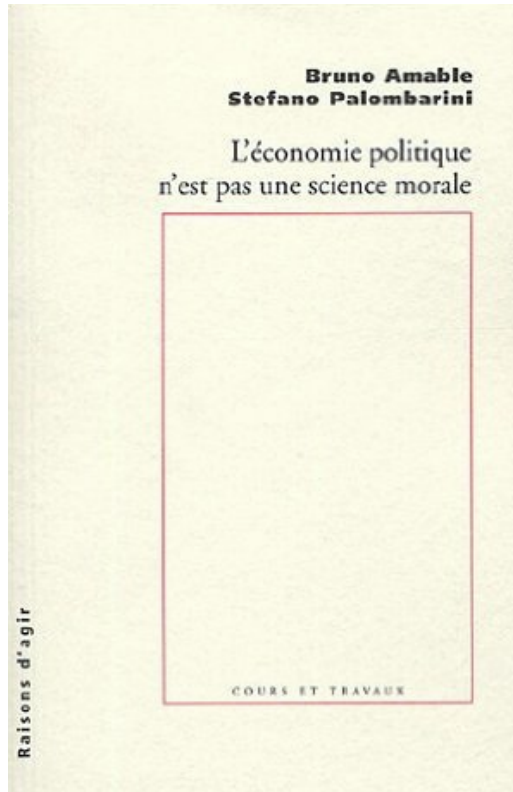 Bruno Amable
Stefano Palombarini
L'économie politique
n'est pas une science morale
COURS ET TRAVAUX
Raisons d'agir